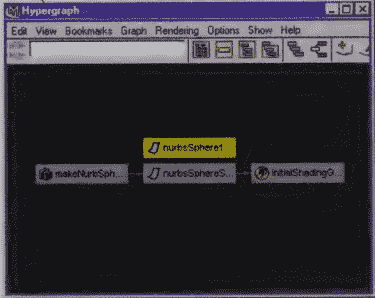 Hypergraph
Edit View Bookmarks Graph Rendering Options Show Help
nurbsSphere1
makeNurbSph... nurbsSphereS... initialShadingG...